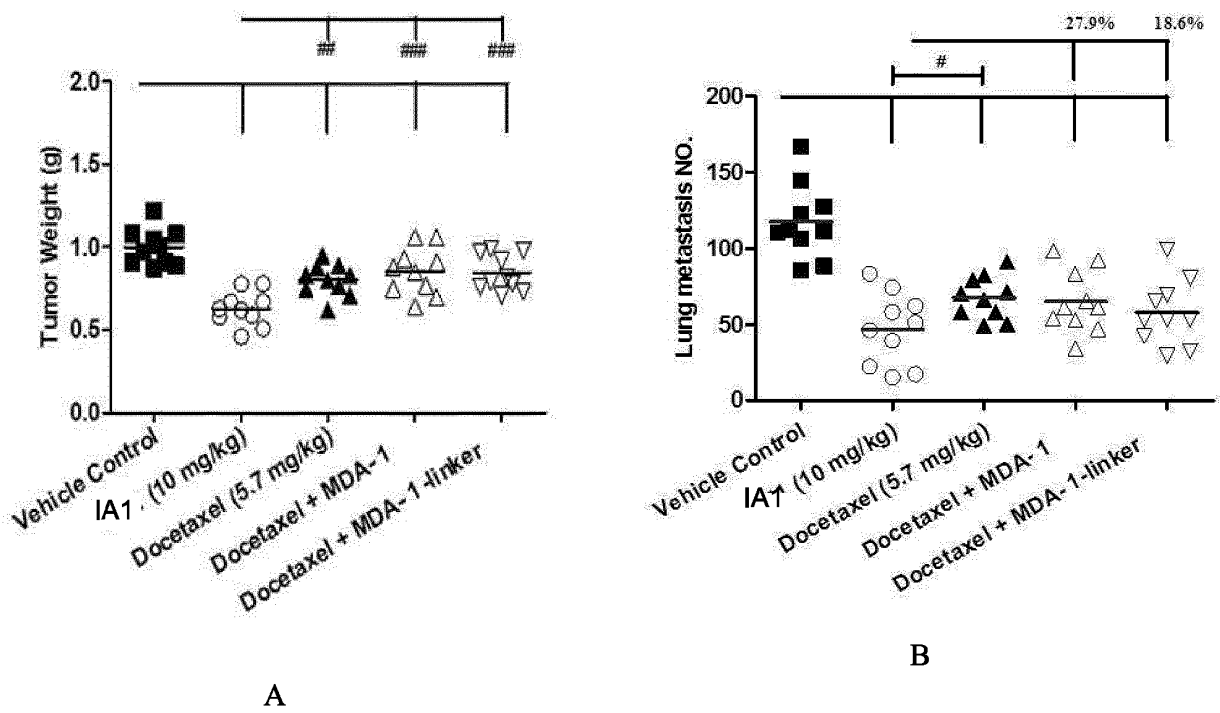 ##
###
###
2.0
1.5
1.0
0.5
0.0
Tumor Weight (g)
Vehicle Control
IA1 . (10 mg/kg)
Docetaxel (5.7 mg/kg)
Docetaxel + MDA-1
Docetaxel + MDA-1-linker
A
27.9%
18.6%
#
200
150
100
50
0
Lung metastasis NO.
Vehicle Control
(10 mg/kg)
Docetaxel (5.7 mg/kg)
Docetaxel + MDA-1
Docetaxel + MDA-1-linker
B